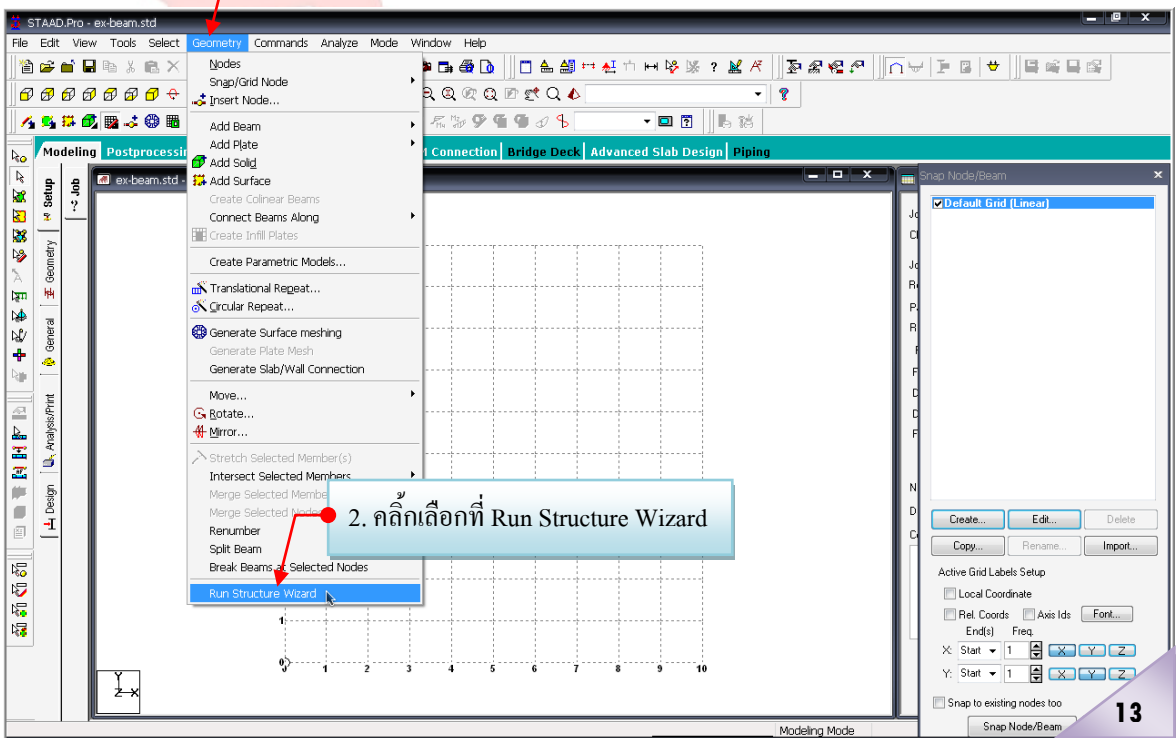 STAAD.Pro - ex-beam.std
File Edit View Tools Select Geometry Commands Analyze Mode Window Help
Modeling Connection Bridge Deck Advanced Slab Design Piping
Nodes
Snap/Grid Node
Insert Node...
Add Beam
Add Plate
Add Solid
Add Surface
Create Colinear Beams
Connect Beams Along
Create Infill Plates
Create Parametric Models...
Translational Repeat...
Circular Repeat...
Generate Surface meshing
Generate Plate Mesh
Generate Slab/Wall Connection
Move...
Rotate...
Mirror...
Stretch Selected Member(s)
Intersect Selected Members
Merge Selected
Merge Selected
Renumber
Split Beam
Break Beams at Selected Nodes
Run Structure Wizard
2. คลิ้กเลือกที่ Run Structure Wizard
Job
Setup
Geometry
General
Analysis/Print
Design
ex-beam.std -
1
0 1 2 3 4 5 6 7 8 9 10
Y
Z X
Snap Node/Beam
Default Grid (Linear)
Create... Edit... Delete
Copy... Rename... Import...
Active Grid Labels Setup
Local Coordinate
Rel. Coords Axis Ids Font...
End(s) Freq.
X: Start 1 X Y Z
Y: Start 1 X Y Z
Snap to existing nodes too
Snap Node/Beam
Modeling Mode
13